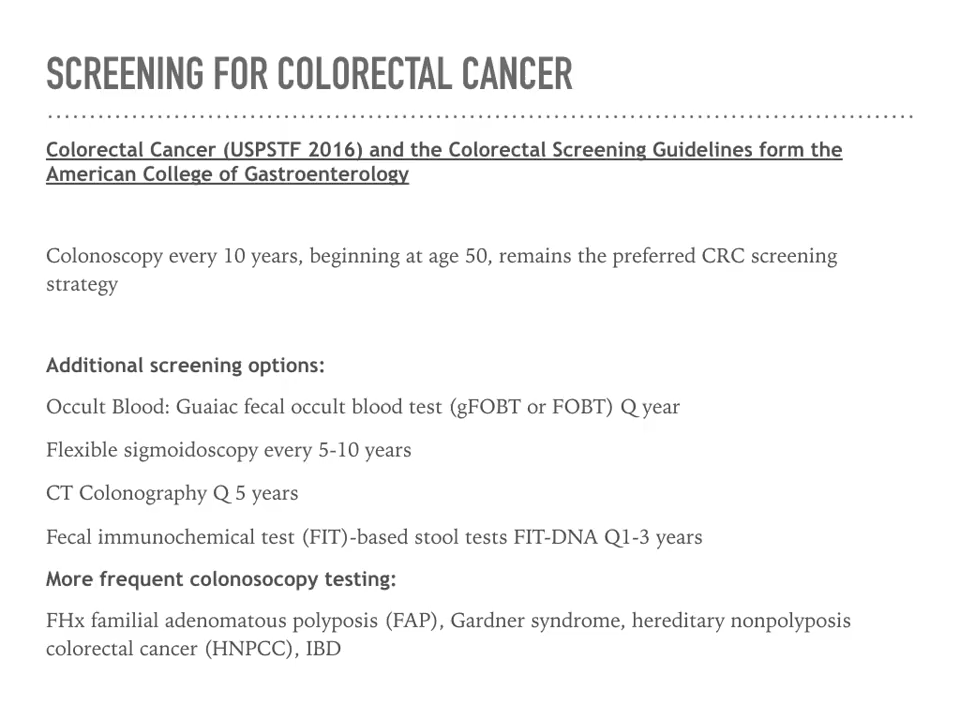 SCREENING FOR COLORECTAL CANCER
Colorectal Cancer (USPSTF 2016) and the Colorectal Screening Guidelines form the
American College of Gastroenterology
Colonoscopy every 10 years, beginning at age 50, remains the preferred CRC screening
strategy
Additional screening options:
Occult Blood: Guaiac fecal occult blood test (gFOBT or FOBT) Q year
Flexible sigmoidoscopy every 5-10 years
CT Colonography Q 5 years
Fecal immunochemical test (FIT)-based stool tests FIT-DNA Q1-3 years
More frequent colonosocopy testing:
FHx familial adenomatous polyposis (FAP), Gardner syndrome, hereditary nonpolyposis
colorectal cancer (HNPCC), IBD